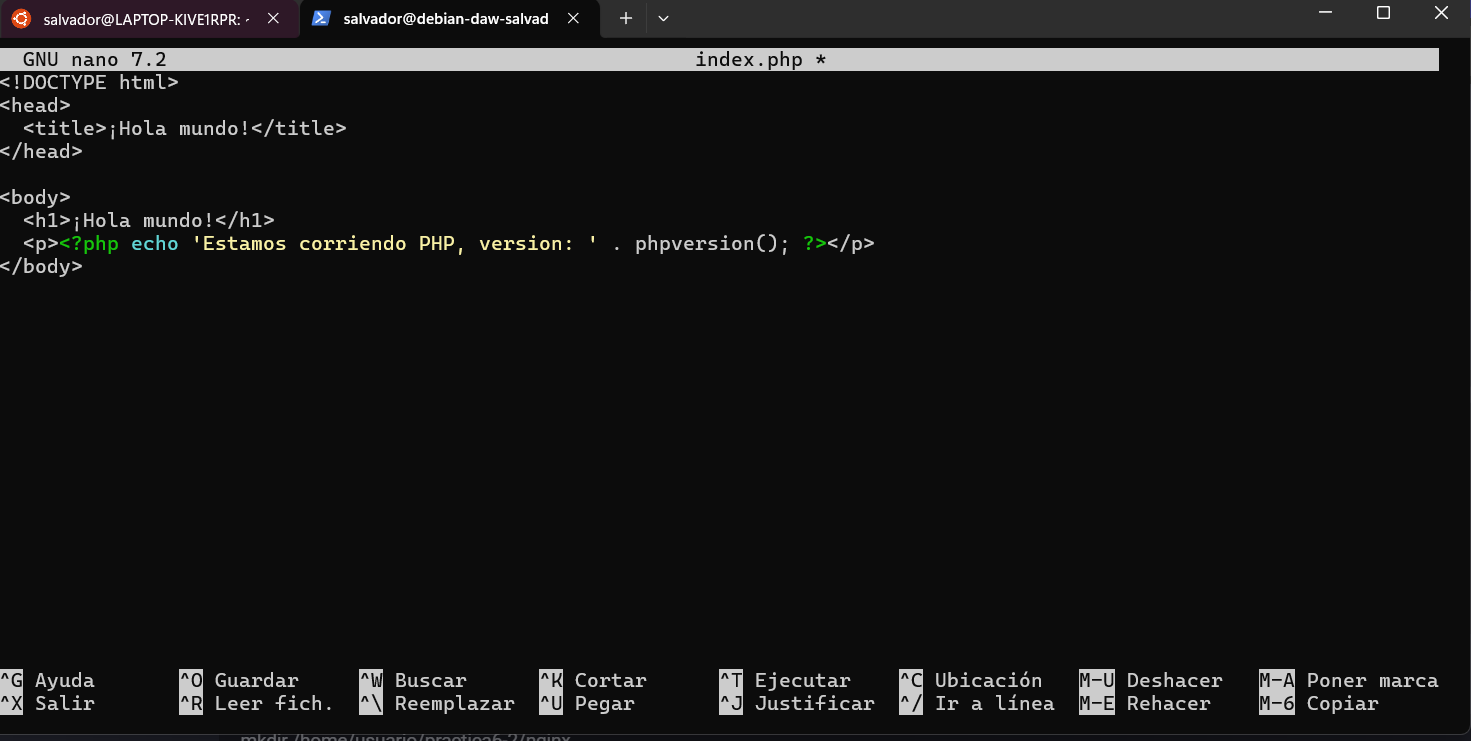 salvador@LAPTOP-KIVE1RPR: ~
salvador@debian-daw-salvad
GNU nano 7.2 index.php *
<!DOCTYPE html>
<head>
  <title>¡Hola mundo!</title>
</head>
<body>
  <h1>¡Hola mundo!</h1>
  <p><?php echo 'Estamos corriendo PHP, version: ' . phpversion(); ?></p>
</body>
^G Ayuda ^O Guardar ^W Buscar ^K Cortar ^T Ejecutar ^C Ubicación M-U Deshacer M-A Poner marca
^X Salir ^R Leer fich. ^\ Reemplazar ^U Pegar ^J Justificar ^/ Ir a línea M-E Rehacer M-6 Copiar
mkdir /home/usuario/practica6-2/nginx